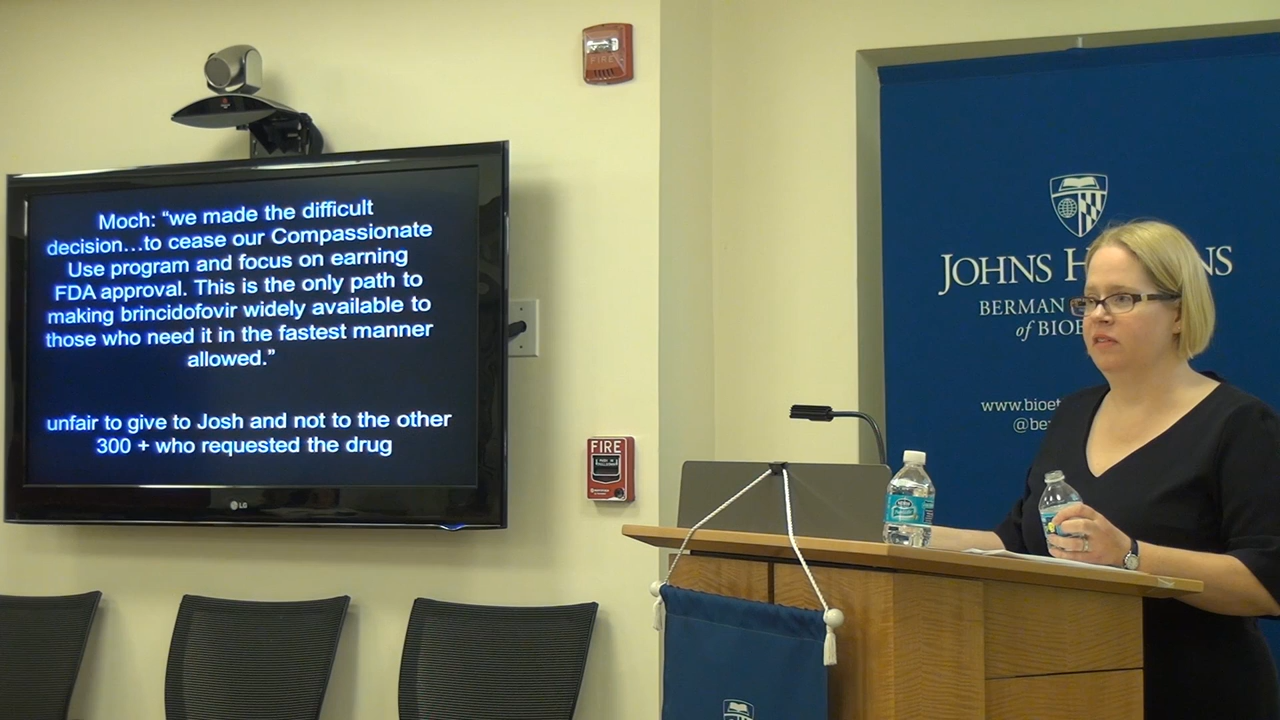 FIRE
Moch: “we made the difficult
decision…to cease our Compassionate
Use program and focus on earning
FDA approval. This is the only path to
making brincidofovir widely available to
those who need it in the fastest manner
allowed.”
unfair to give to Josh and not to the other
300 + who requested the drug
LG
JOHNS H NS
BERMAN
of BIOE
www.bioet
@be
FIRE